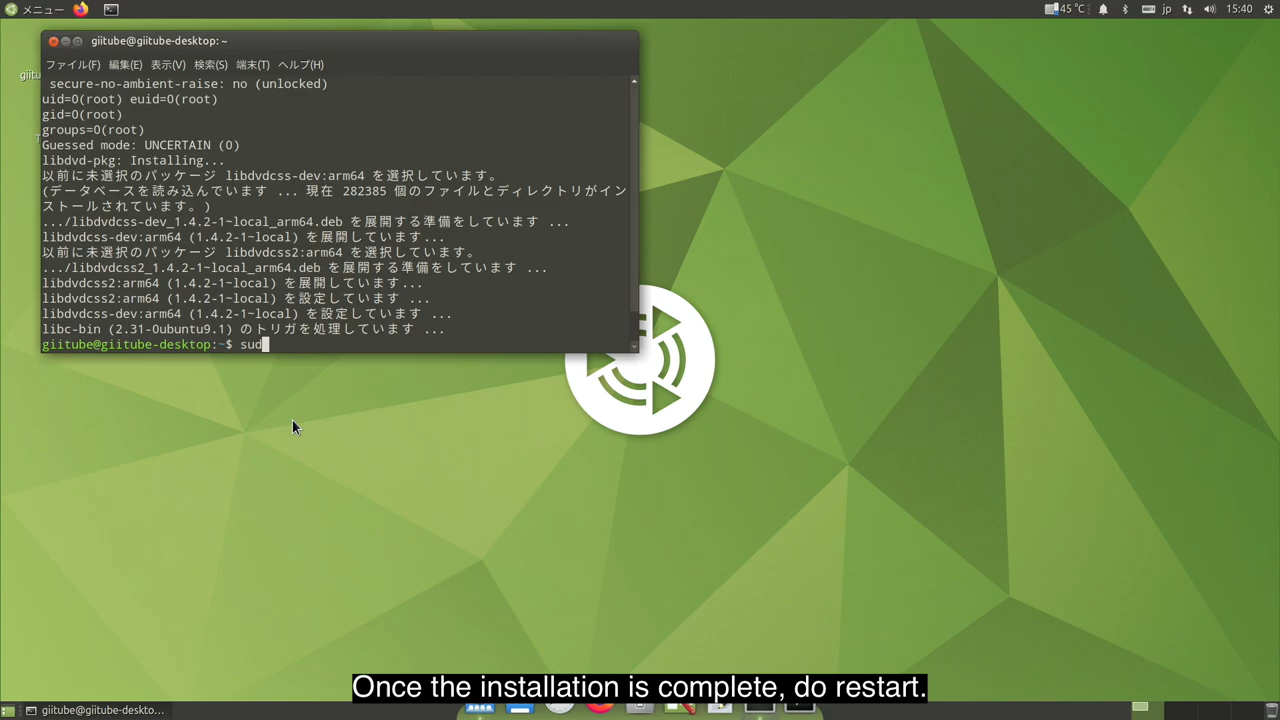 メニュー
45 ℃
jp
15:40
giitube@giitube-desktop: ~
ファイル(F) 編集(E) 表示(V) 検索(S) 端末(T) ヘルプ(H)
secure-no-ambient-raise: no (unlocked)
uid=0(root) euid=0(root)
gid=0(root)
groups=0(root)
Guessed mode: UNCERTAIN (0)
libdvd-pkg: Installing...
以前に未選択のパッケージ libdvdcss-dev:arm64 を選択しています。
(データベースを読み込んでいます ... 現在 282385 個のファイルとディレクトリがイン
ストールされています。)
.../libdvdcss-dev_1.4.2-1~local_arm64.deb を展開する準備をしています ...
libdvdcss-dev:arm64 (1.4.2-1~local) を展開しています...
以前に未選択のパッケージ libdvdcss2:arm64 を選択しています。
.../libdvdcss2_1.4.2-1~local_arm64.deb を展開する準備をしています ...
libdvdcss2:arm64 (1.4.2-1~local) を展開しています...
libdvdcss2:arm64 (1.4.2-1~local) を設定しています ...
libdvdcss-dev:arm64 (1.4.2-1~local) を設定しています ...
libc-bin (2.31-0ubuntu9.1) のトリガを処理しています ...
giitube@giitube-desktop:~$ sud
Once the installation is complete, do restart.
giitube@giitube-deskto...